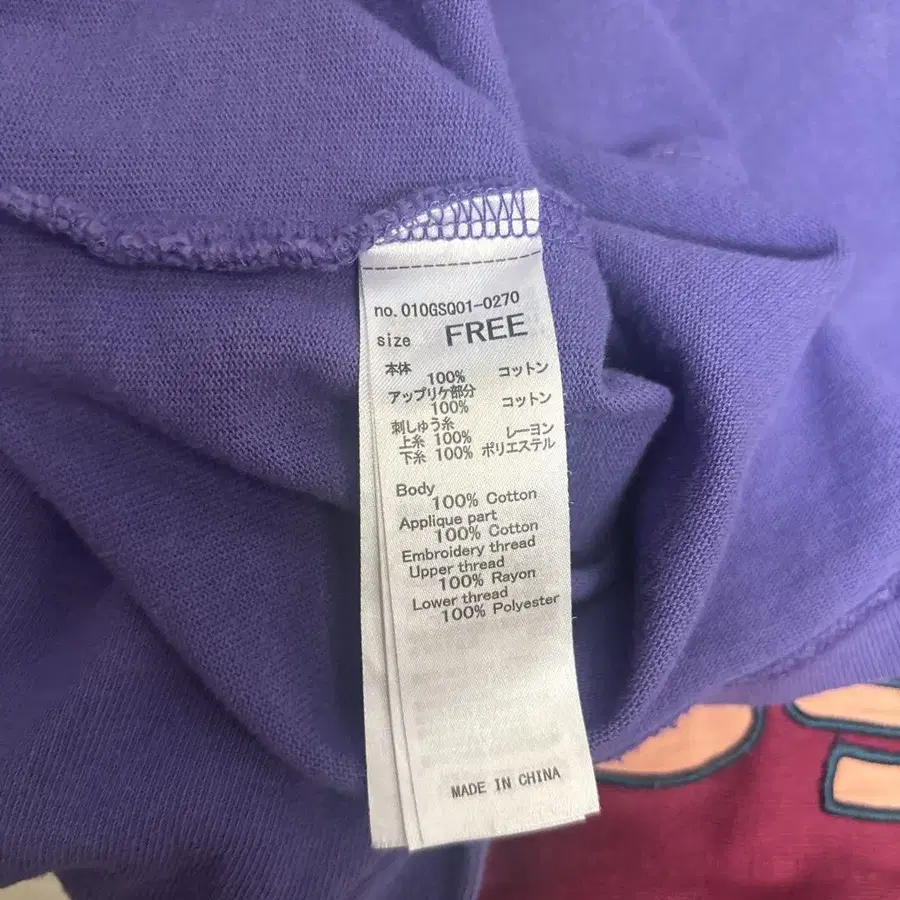 no. 010GSQ01-0270
size FREE
本体
100% コットン
アップリケ部分
100% コットン
刺しゅう糸
上糸 100% レーヨン
下糸 100% ポリエステル
Body
100% Cotton
Applique part
100% Cotton
Embroidery thread
Upper thread
100% Rayon
Lower thread
100% Polyester
MADE IN CHINA